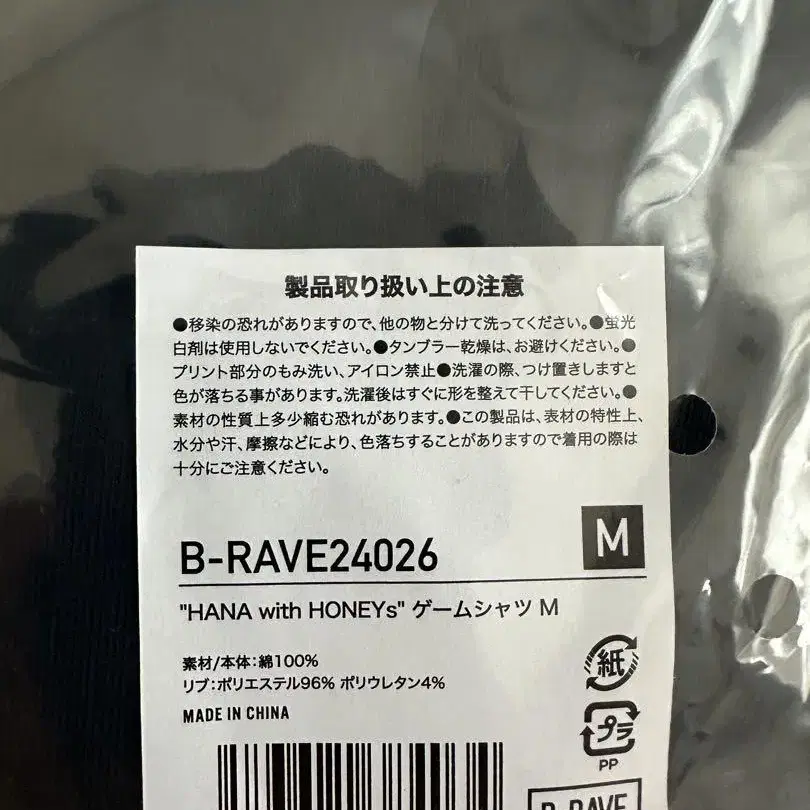 製品取り扱い上の注意
●移染の恐れがありますので、他の物と分けて洗ってください。●蛍光
白剤は使用しないでください。●タンブラー乾燥は、お避けください。●
プリント部分のもみ洗い、アイロン禁止●洗濯の際、つけ置きしますと
色が落ちる事があります。洗濯後はすぐに形を整えて干してください。●
素材の性質上多少縮む恐れがあります。●この製品は、表材の特性上、
水分や汗、摩擦などにより、色落ちすることがありますので着用の際は
十分にご注意ください。
M
B-RAVE24026
"HANA with HONEYs" ゲームシャツ M
素材/本体:綿100%
リブ:ポリエステル96% ポリウレタン4%
MADE IN CHINA
紙
プラ
PP
B-RAVE